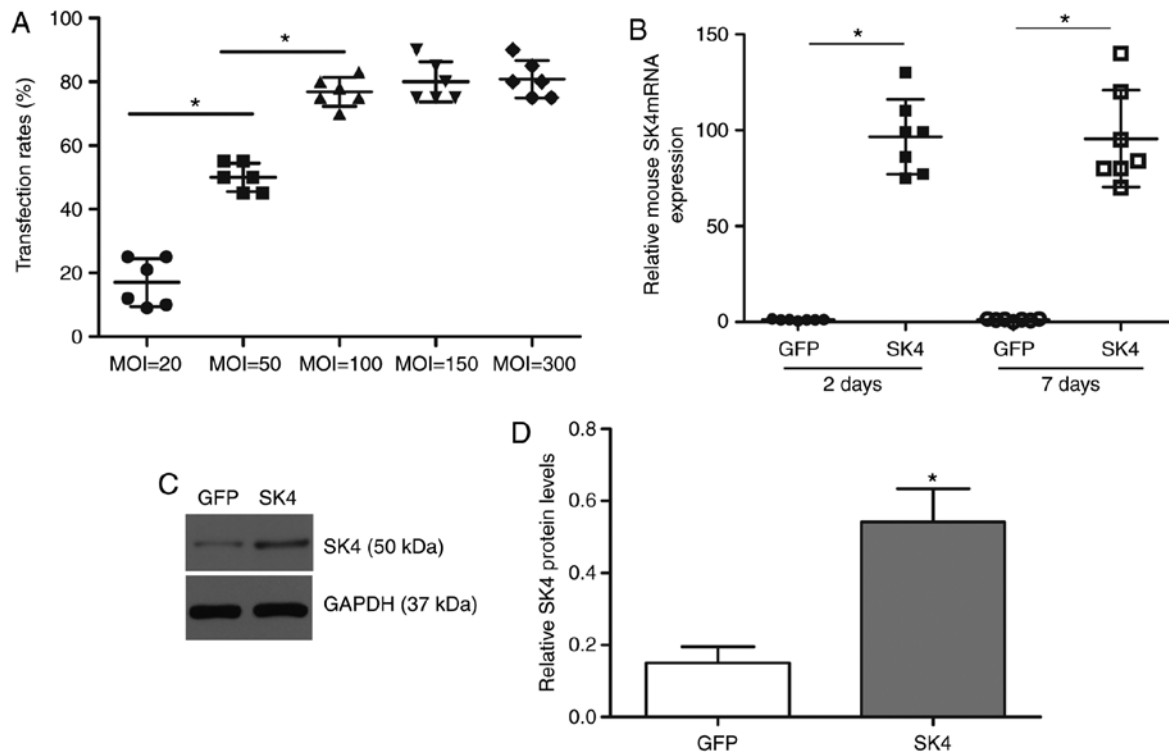 A
Transfection rates (%)
100
80
60
40
20
0
*
*
MOI=20 MOI=50 MOI=100 MOI=150 MOI=300
B
Relative mouse SK4mRNA
expression
150
100
50
0
*
*
GFP SK4 GFP SK4
2 days 7 days
C
GFP SK4
SK4 (50 kDa)
GAPDH (37 kDa)
D
Relative SK4 protein levels
0.8
0.6
0.4
0.2
0.0
*
GFP SK4